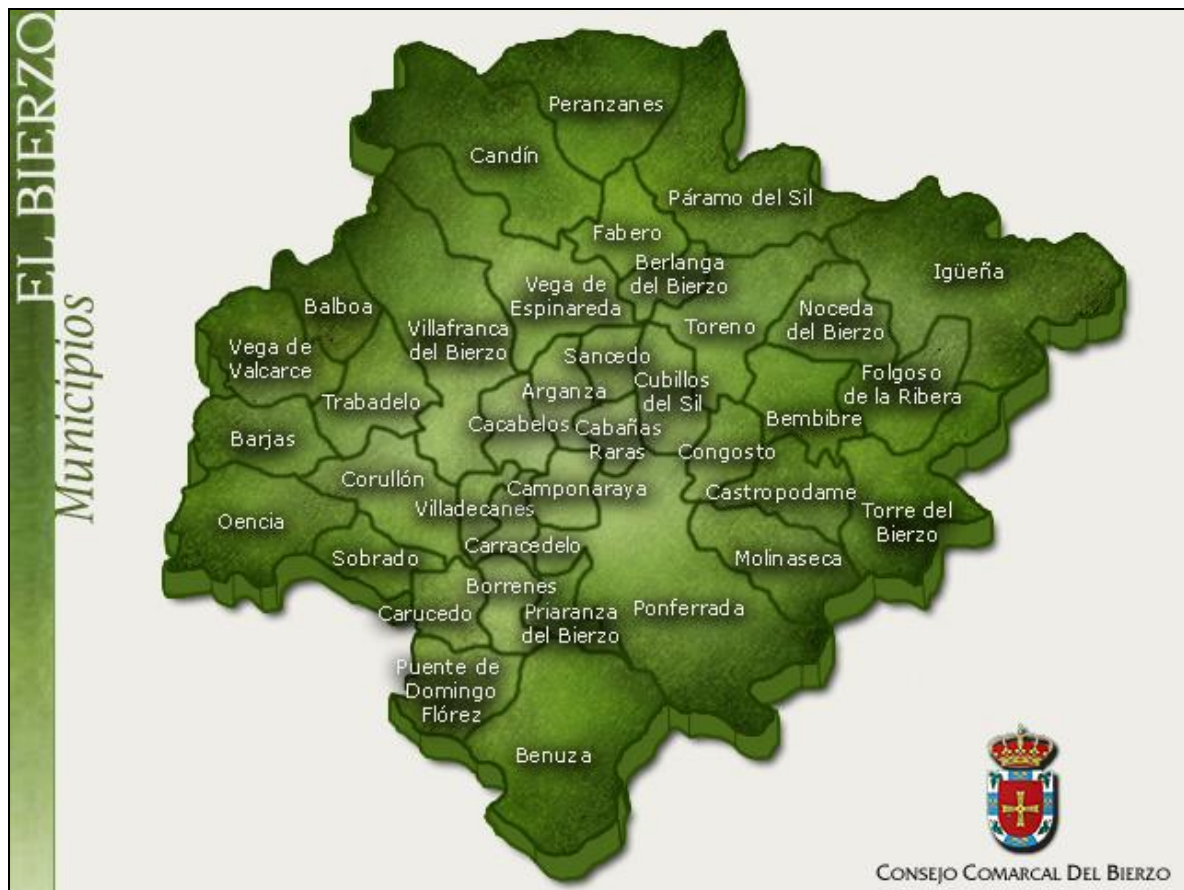 EL BIERZO
Municipios
Peranzanes
Candín
Páramo del Sil
Fabero
Berlanga
del Bierzo
Igüeña
Vega de
Espinareda
Balboa
Noceda
del Bierzo
Villafranca
del Bierzo
Toreno
Vega de
Valcarce
Sancedo
Folgoso
de la Ribera
Cubillos
del Sil
Arganza
Trabadelo
Bembibre
Cacabelos
Cabañas
Raras
Barjas
Congosto
Corullón
Camponaraya
Castropodame
Villadecanes
Torre del
Bierzo
Oencia
Carracedelo
Sobrado
Molinaseca
Borrenes
Carucedo
Priaranza
del Bierzo
Ponferrada
Puente de
Domingo
Flórez
Benuza
CONSEJO COMARCAL DEL BIERZO